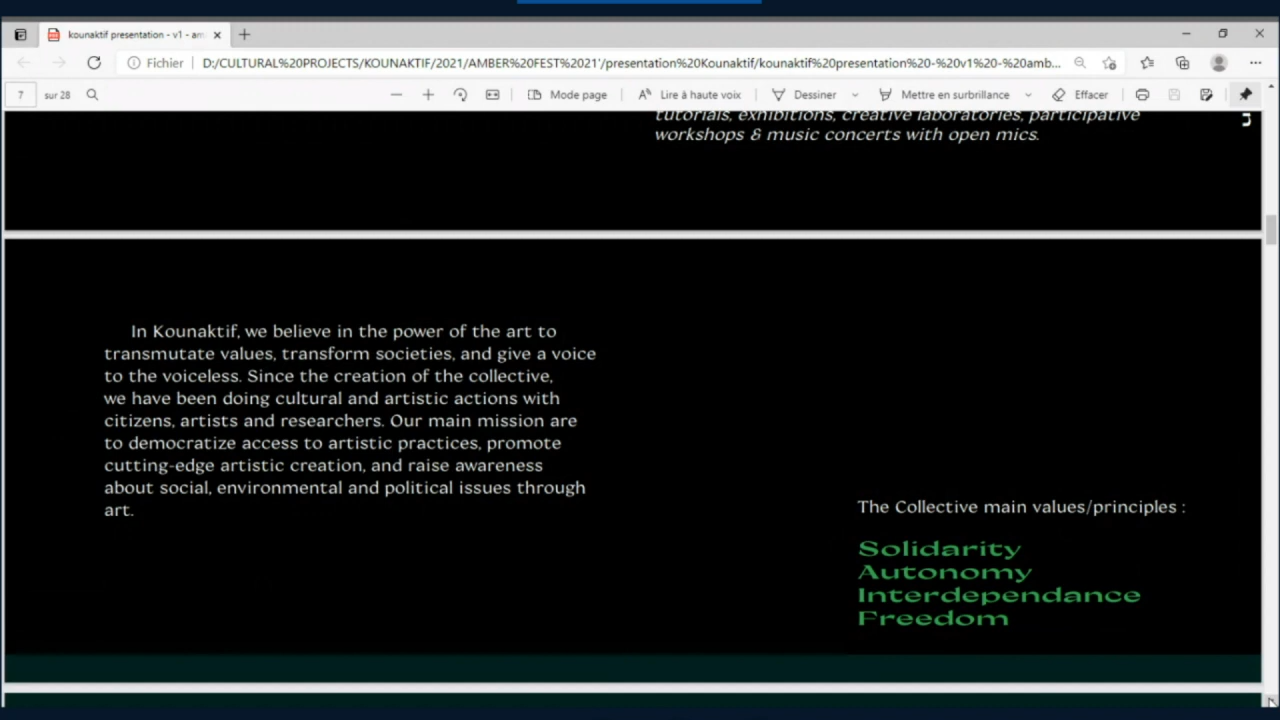 kounaktif presentation - v1 - am
Fichier
D:/CULTURAL%20PROJECTS/KOUNAKTIF/2021/AMBER%20FEST%2021'/presentation%20Kounaktif/kounaktif%20presentation%20-%20v1%20-%20amb...
7 sur 28
Mode page
Lire à haute voix
Dessiner
Mettre en surbrillance
Effacer
tutorials, exhibitions, creative laboratories, participative
workshops & music concerts with open mics.
In Kounaktif, we believe in the power of the art to
transmutate values, transform societies, and give a voice
to the voiceless. Since the creation of the collective,
we have been doing cultural and artistic actions with
citizens, artists and researchers. Our main mission are
to democratize access to artistic practices, promote
cutting-edge artistic creation, and raise awareness
about social, environmental and political issues through
art.
The Collective main values/principles :
Solidarity
Autonomy
Interdependance
Freedom